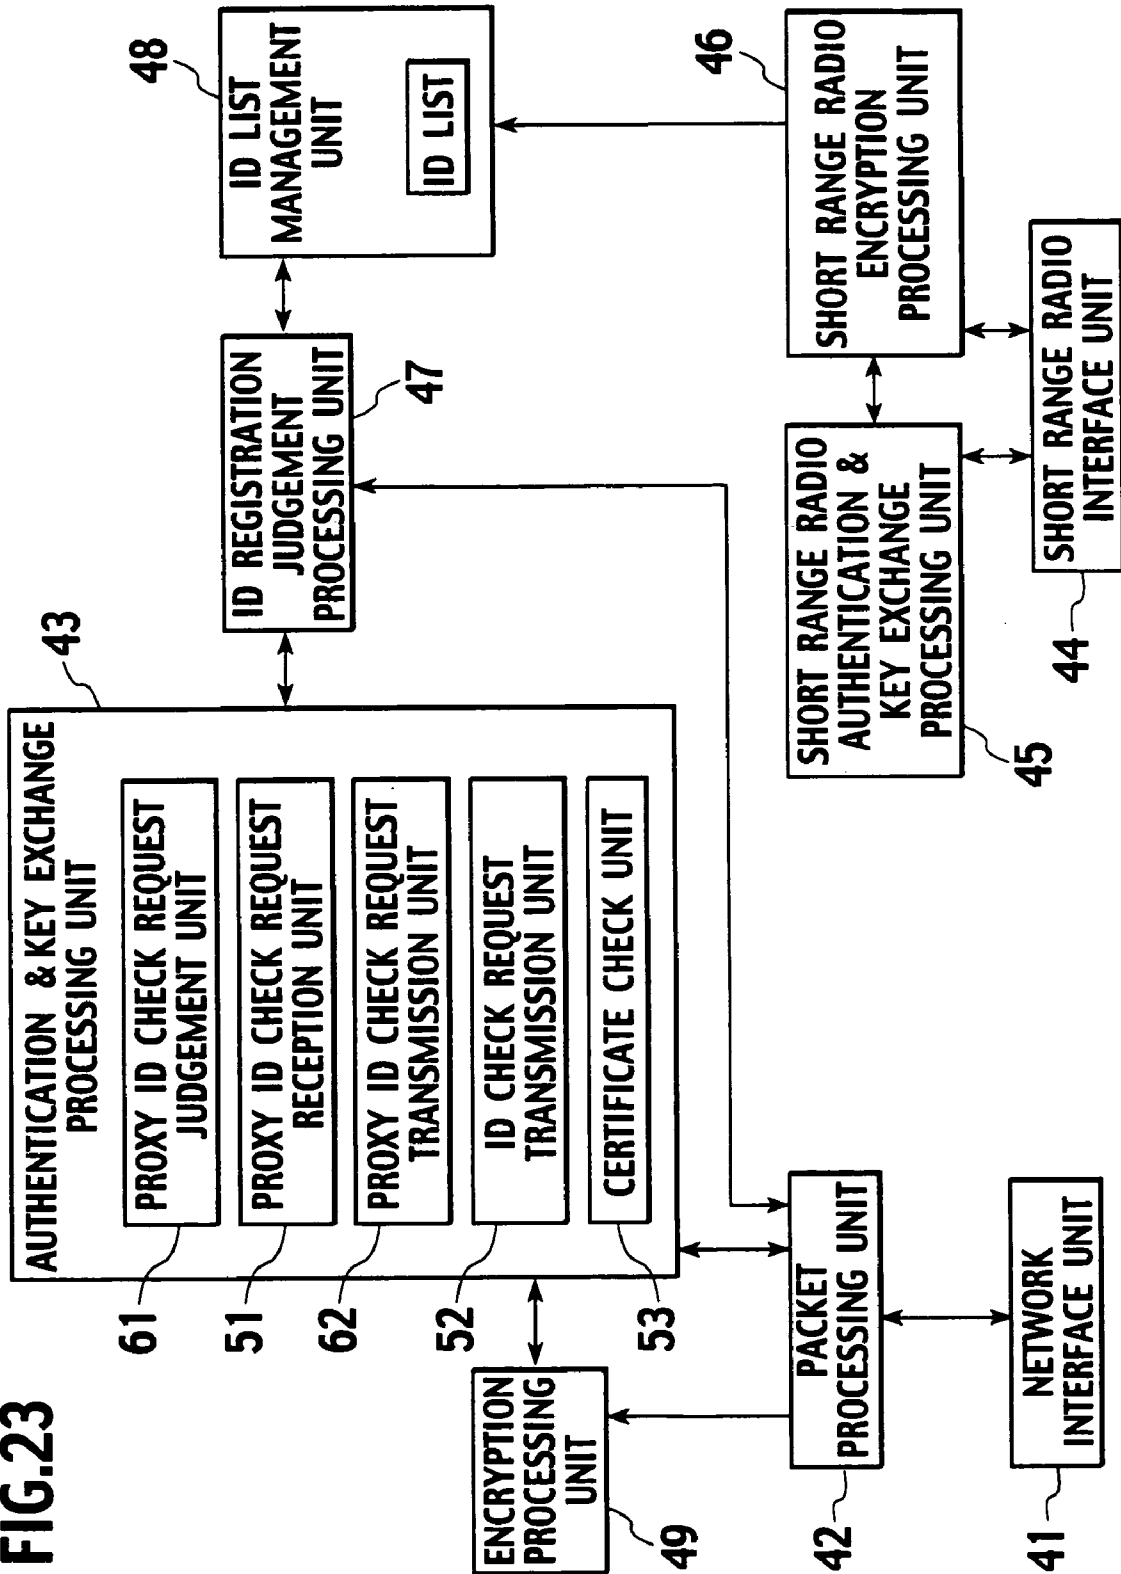 FIG.23
AUTHENTICATION & KEY EXCHANGE
PROCESSING UNIT
43
PROXY ID CHECK REQUEST
JUDGEMENT UNIT
61
PROXY ID CHECK REQUEST
RECEPTION UNIT
51
PROXY ID CHECK REQUEST
TRANSMISSION UNIT
62
ID CHECK REQUEST
TRANSMISSION UNIT
52
CERTIFICATE CHECK UNIT
53
ID REGISTRATION
JUDGEMENT
PROCESSING UNIT
47
ID LIST
MANAGEMENT
UNIT
48
ID LIST
ENCRYPTION
PROCESSING
UNIT
49
PACKET
PROCESSING UNIT
42
NETWORK
INTERFACE UNIT
41
SHORT RANGE RADIO
AUTHENTICATION &
KEY EXCHANGE
PROCESSING UNIT
45
SHORT RANGE RADIO
ENCRYPTION
PROCESSING UNIT
46
SHORT RANGE RADIO
INTERFACE UNIT
44